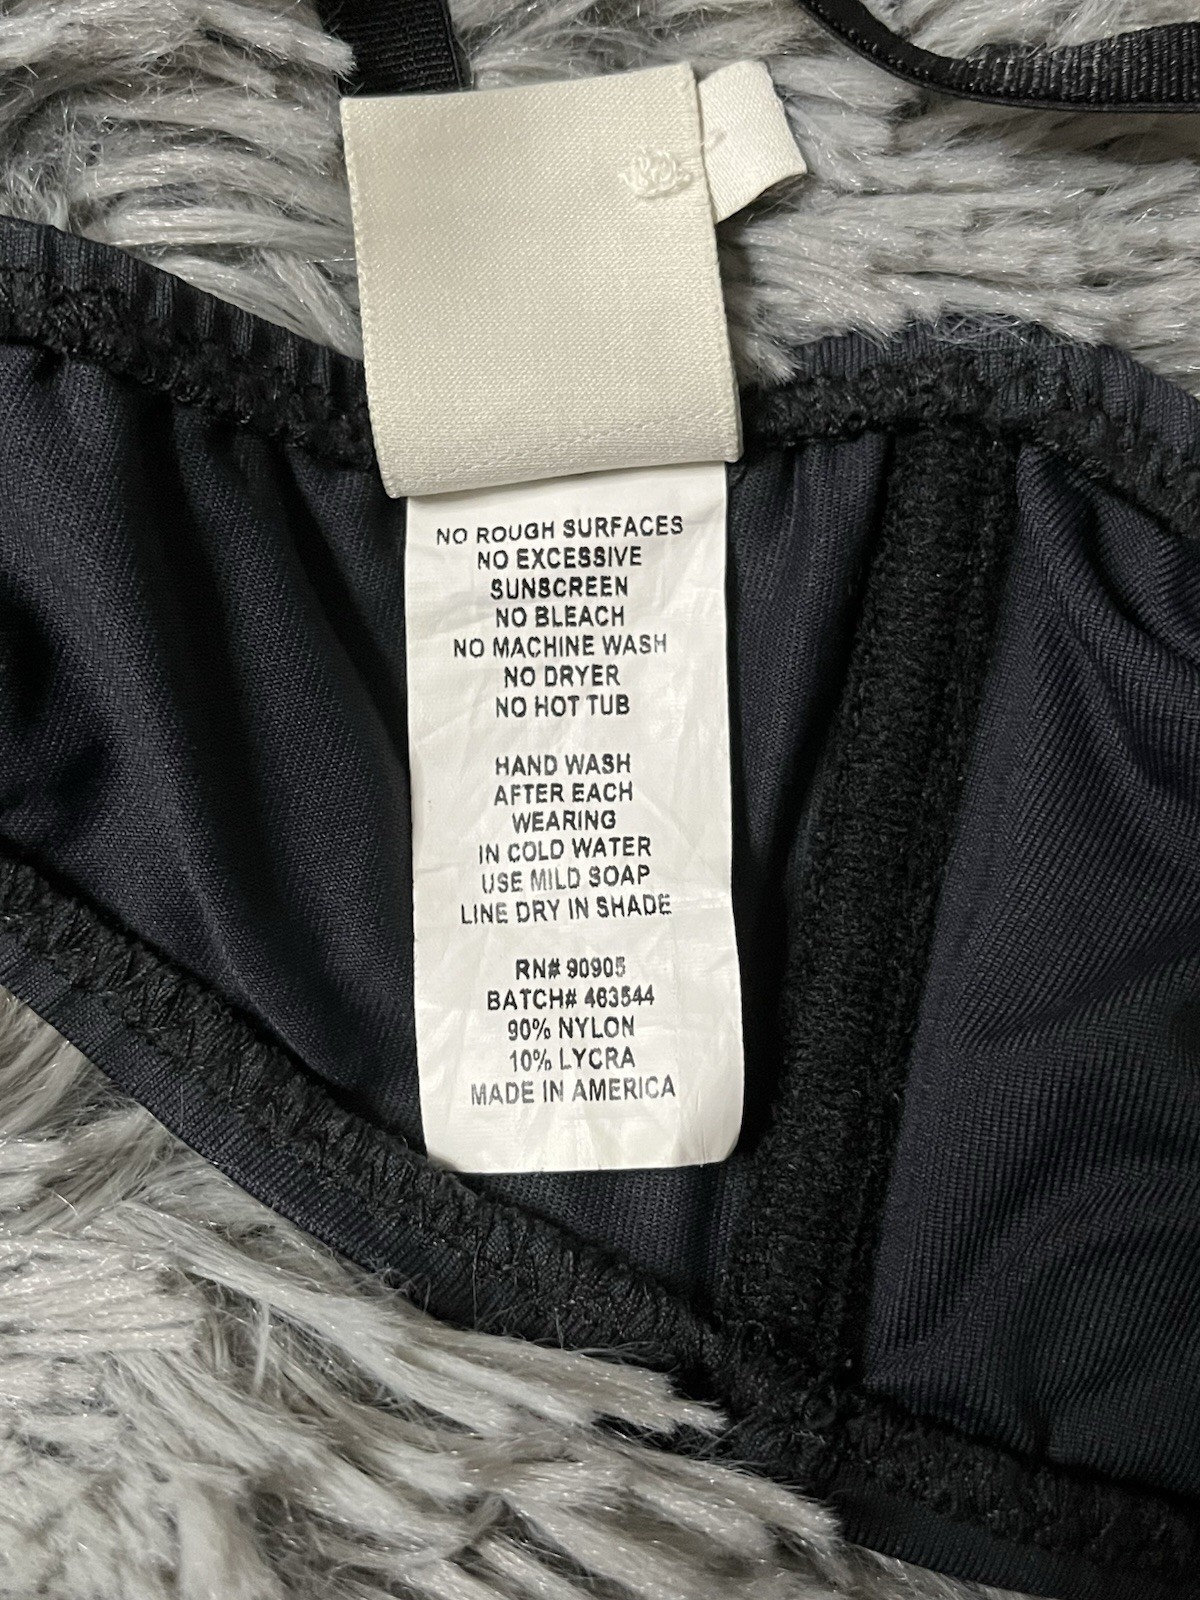 NO ROUGH SURFACES
NO EXCESSIVE
SUNSCREEN
NO BLEACH
NO MACHINE WASH
NO DRYER
NO HOT TUB
HAND WASH
AFTER EACH
WEARING
IN COLD WATER
USE MILD SOAP
LINE DRY IN SHADE
RN# 90905
BATCH# 463544
90% NYLON
10% LYCRA
MADE IN AMERICA